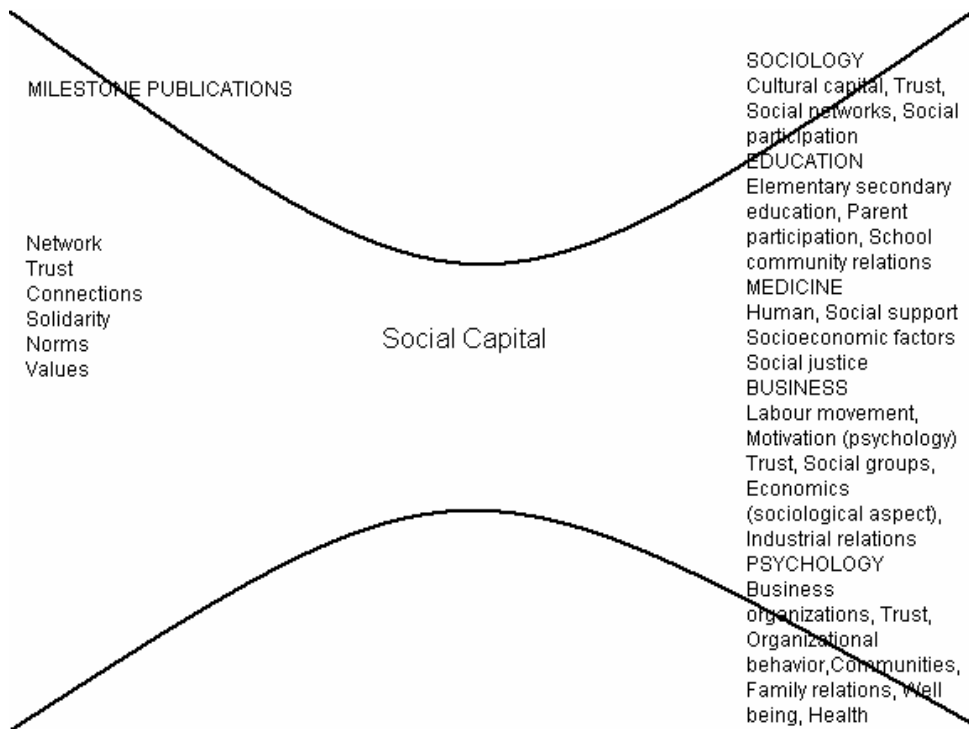 MILESTONE PUBLICATIONS
Network
Trust
Connections
Solidarity
Norms
Values
Social Capital
SOCIOLOGY
Cultural capital, Trust,
Social networks, Social
participation
EDUCATION
Elementary secondary
education, Parent
participation, School
community relations
MEDICINE
Human, Social support
Socioeconomic factors
Social justice
BUSINESS
Labour movement,
Motivation (psychology)
Trust, Social groups,
Economics
(sociological aspect),
Industrial relations
PSYCHOLOGY
Business
organizations, Trust,
Organizational
behavior,Communities,
Family relations, Well
being, Health